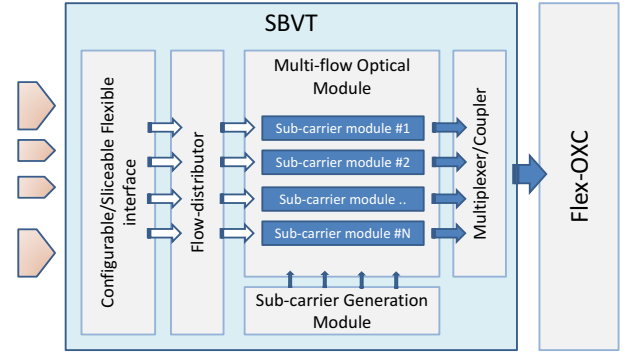 SBVT
Configurable/Sliceable Flexible
interface
Flow-distributor
Multi-flow Optical
Module
Sub-carrier module #1
Sub-carrier module #2
Sub-carrier module ..
Sub-carrier module #N
Sub-carrier Generation
Module
Multiplexer/Coupler
Flex-OXC